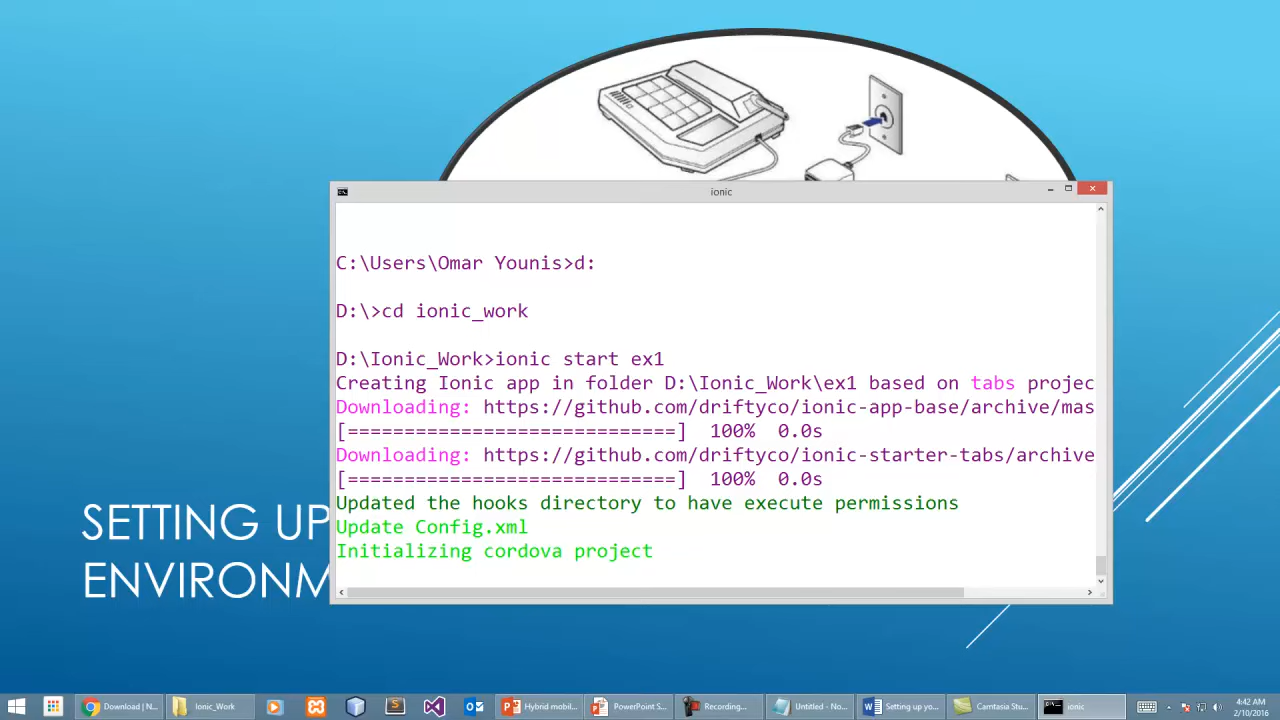 ionic
C:\Users\Omar Younis>d:
D:\>cd ionic_work
D:\Ionic_Work>ionic start ex1
Creating Ionic app in folder D:\Ionic_Work\ex1 based on tabs projec
Downloading: https://github.com/driftyco/ionic-app-base/archive/mas
[=============================] 100% 0.0s
Downloading: https://github.com/driftyco/ionic-starter-tabs/archive
[=============================] 100% 0.0s
Updated the hooks directory to have execute permissions
Update Config.xml
Initializing cordova project
SETTING UP
ENVIRONM
Download | N... Ionic_Work Hybrid mobil... PowerPoint S... Recording... Untitled - No... Setting up yo... Camtasia Stu... ionic
4:42 AM
2/10/2016